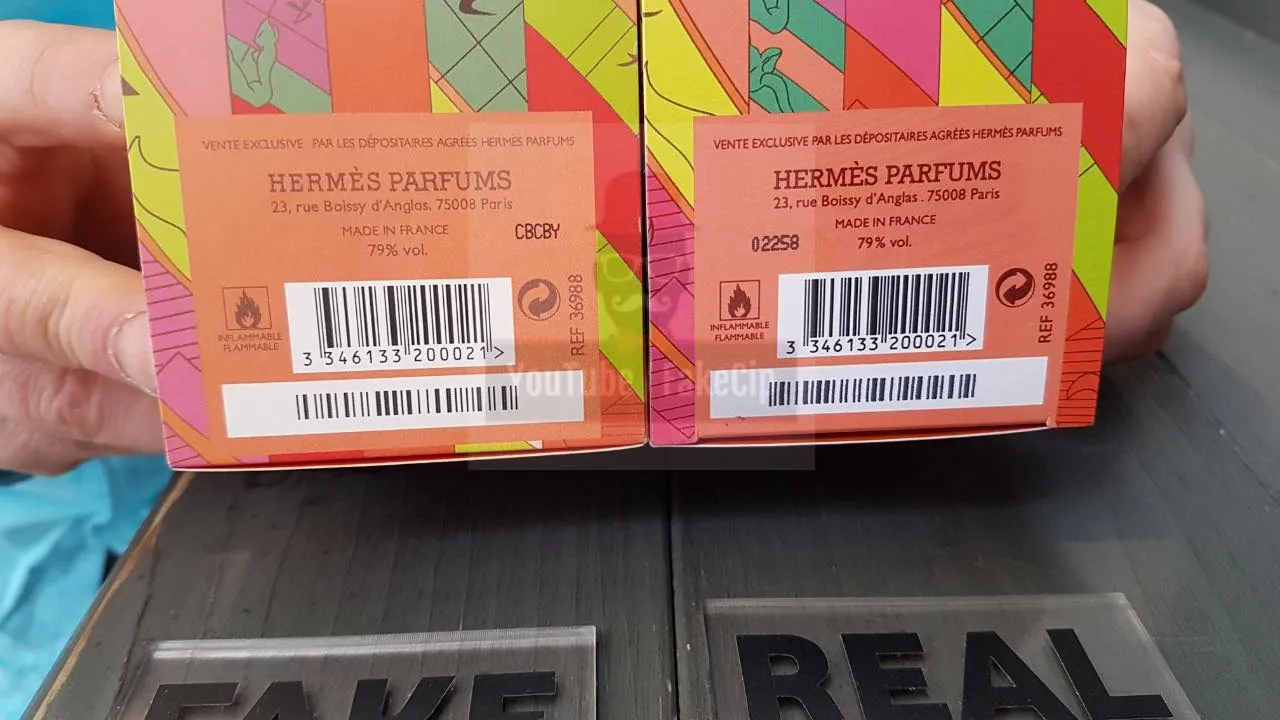 VENTE EXCLUSIVE PAR LES DÉPOSITAIRES AGRÉÉS HERMÈS PARFUMS
HERMÈS PARFUMS
23, rue Boissy d'Anglas. 75008 Paris
MADE IN FRANCE
CBCBY
79% vol.
INFLAMMABLE
FLAMMABLE
REF 36988
3 346133 200021 >
VENTE EXCLUSIVE PAR LES DÉPOSITAIRES AGRÉÉS HERMÈS PARFUMS
HERMÈS PARFUMS
23, rue Boissy d'Anglas. 75008 Paris
MADE IN FRANCE
02258
79% vol.
INFLAMMABLE
FLAMMABLE
REF 36988
3 346133 200021 >
YouTube FakeCip
FAKE
REAL